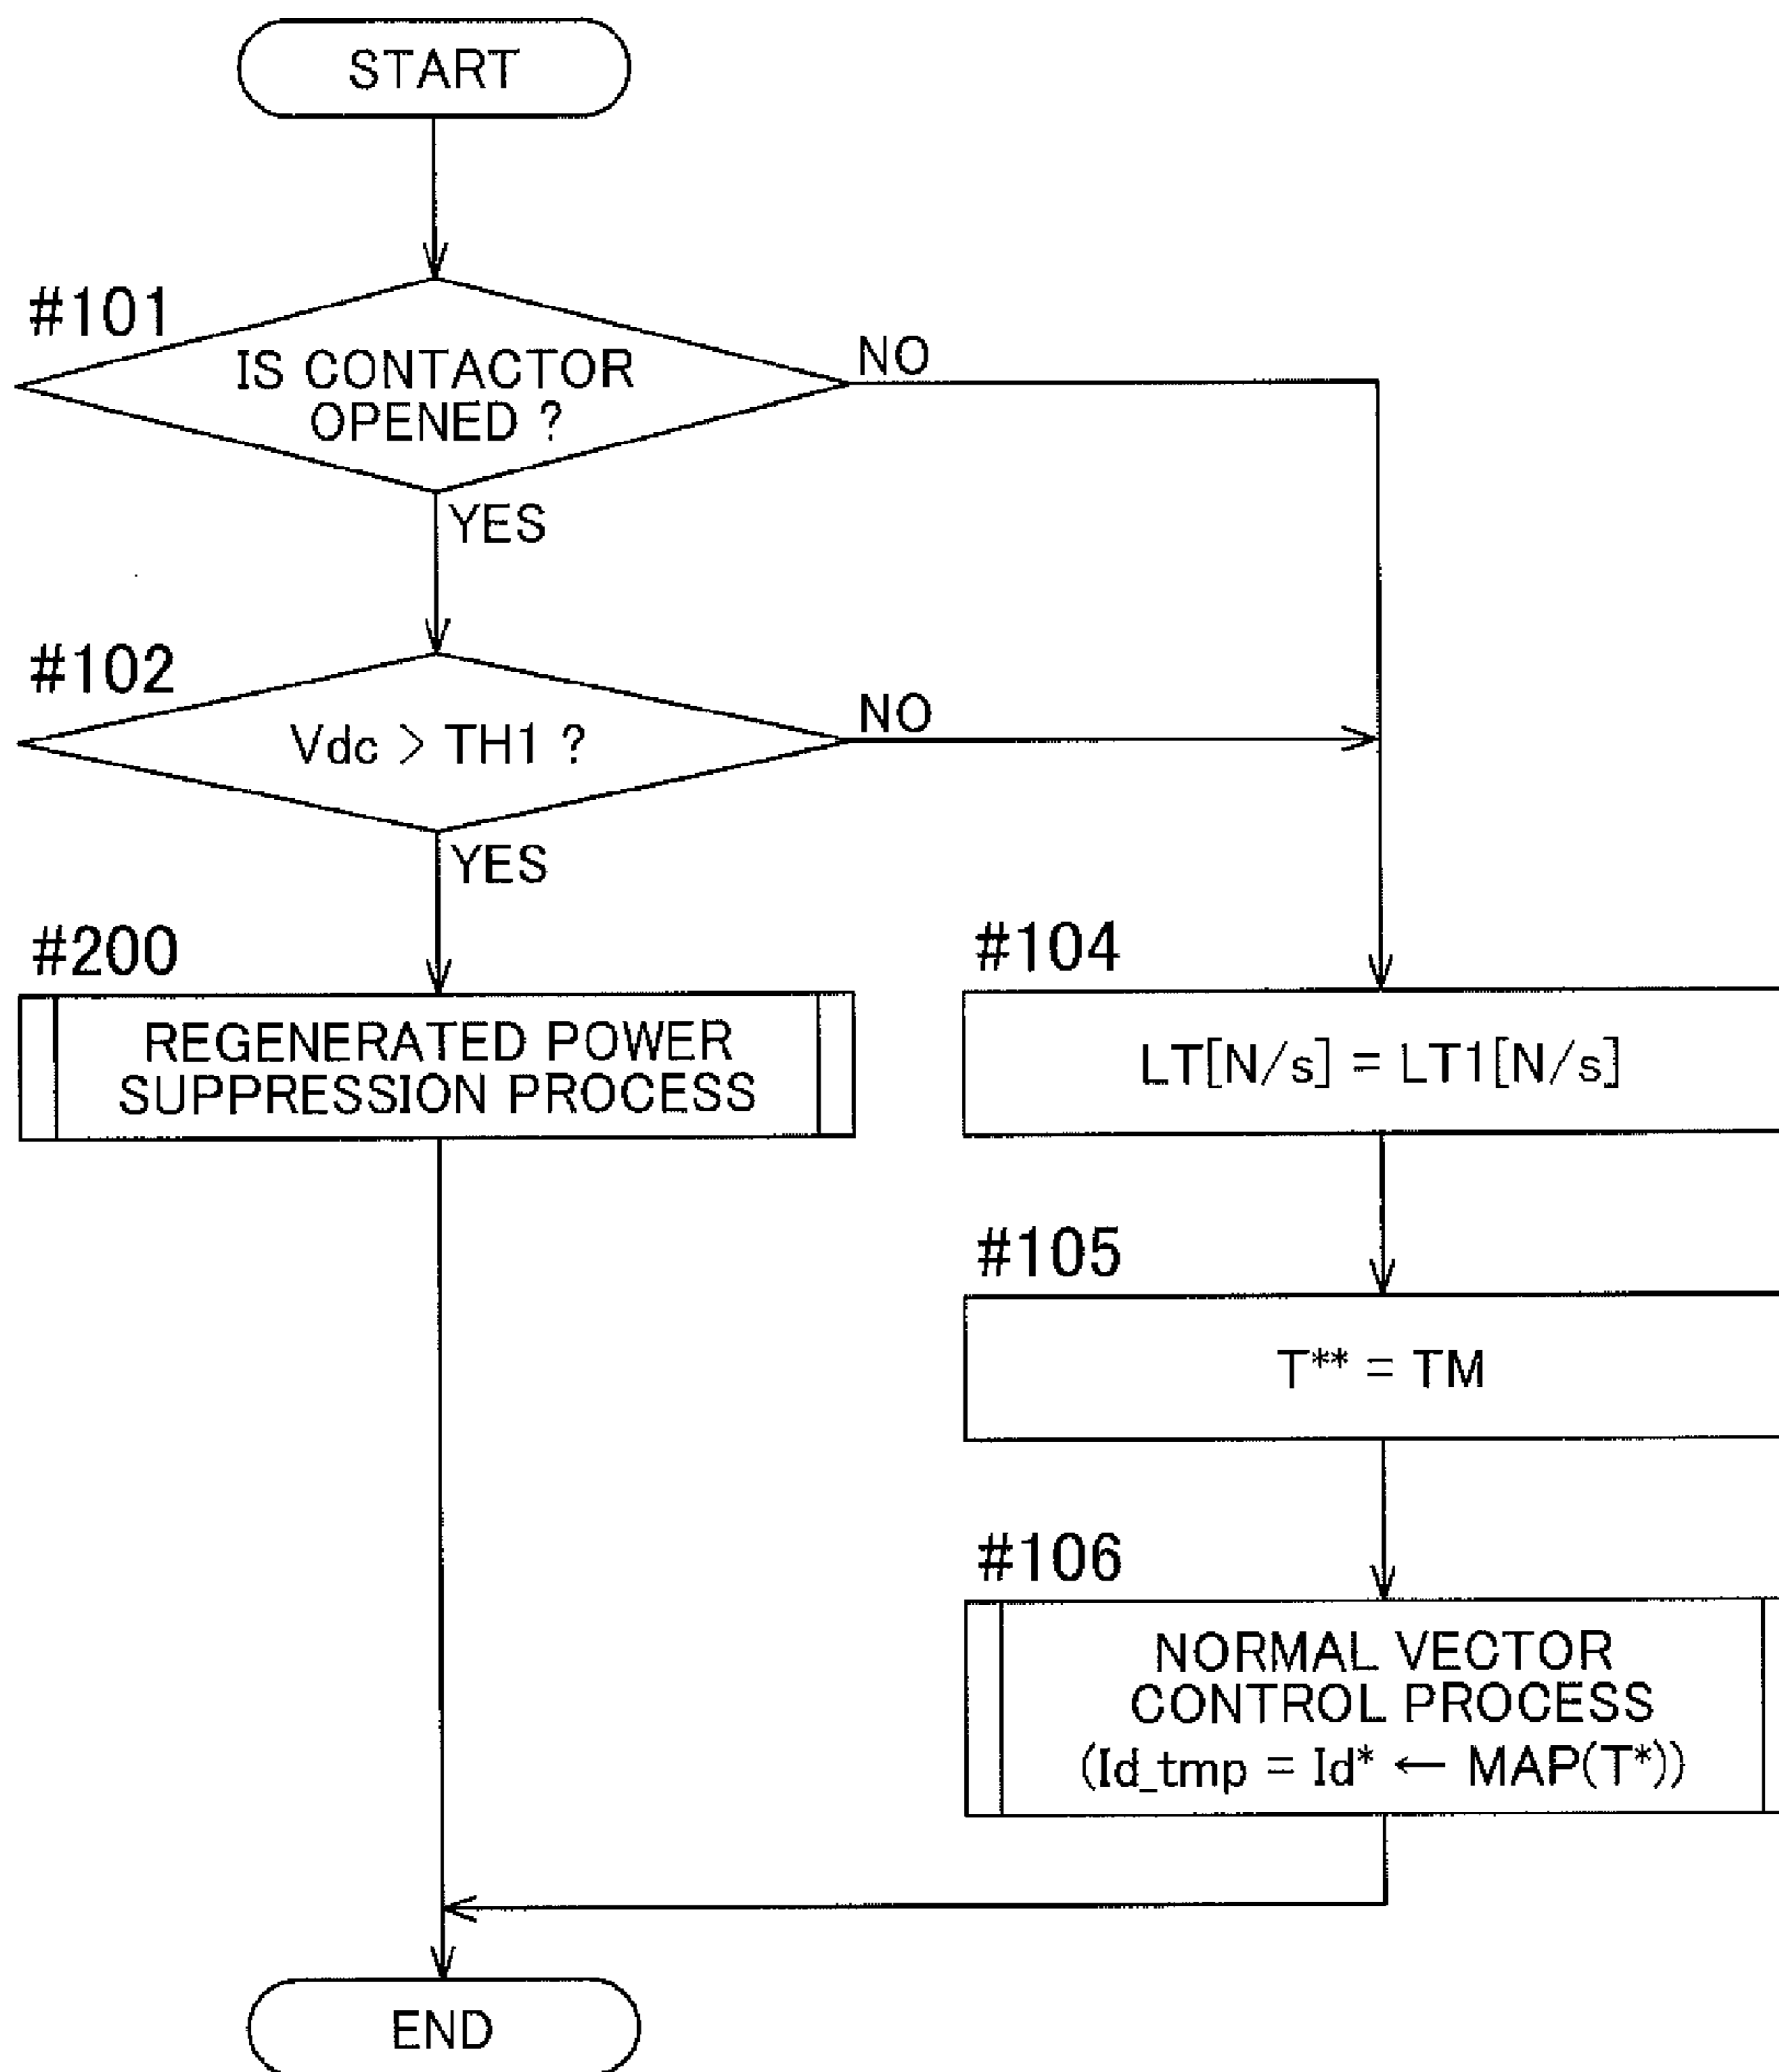 START
#101
IS CONTACTOR
OPENED ?
NO
YES
#102
Vdc > TH1 ?
NO
YES
#200
REGENERATED POWER
SUPPRESSION PROCESS
#104
LT[N/s] = LT1[N/s]
#105
T** = TM
#106
NORMAL VECTOR
CONTROL PROCESS
(Id_tmp = Id* ← MAP(T*))
END